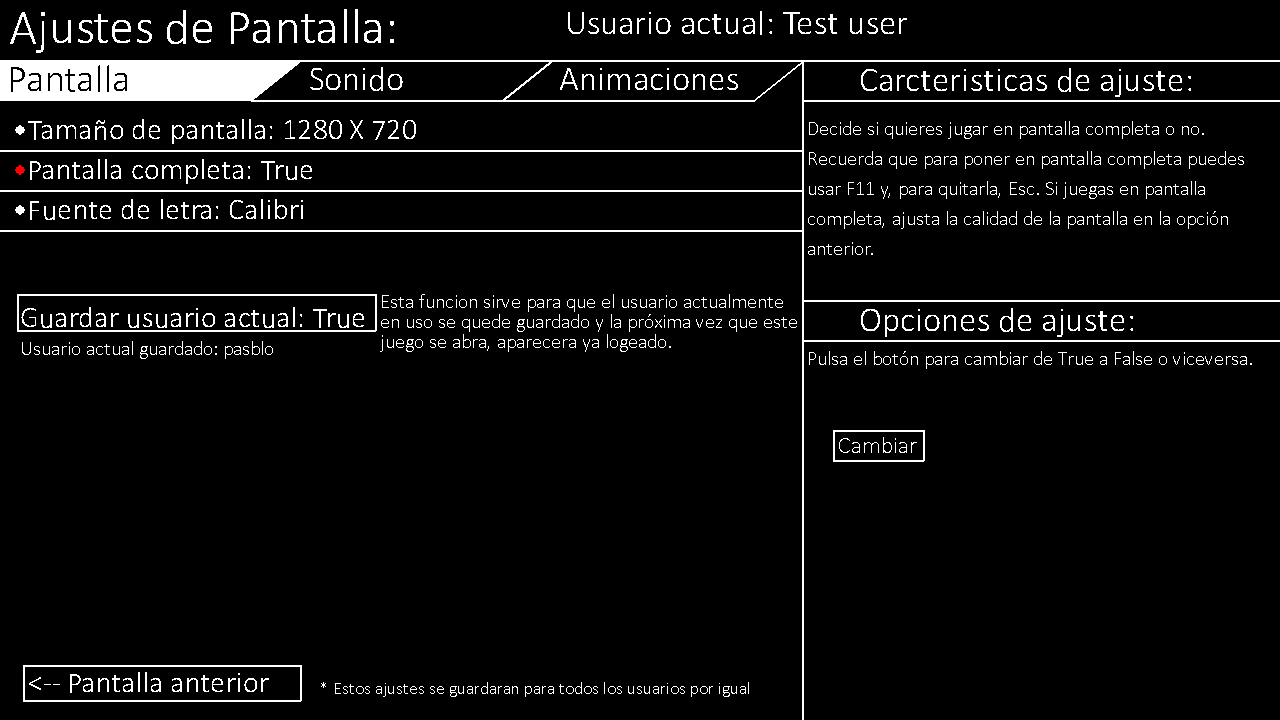 Ajustes de Pantalla:
Usuario actual: Test user
Pantalla
Sonido
Animaciones
•Tamaño de pantalla: 1280 X 720
•Pantalla completa: True
•Fuente de letra: Calibri
Guardar usuario actual: True
Usuario actual guardado: pasblo
Esta funcion sirve para que el usuario actualmente
en uso se quede guardado y la próxima vez que este
juego se abra, aparecera ya logeado.
<-- Pantalla anterior
* Estos ajustes se guardaran para todos los usuarios por igual
Carcteristicas de ajuste:
Decide si quieres jugar en pantalla completa o no.
Recuerda que para poner en pantalla completa puedes
usar F11 y, para quitarla, Esc. Si juegas en pantalla
completa, ajusta la calidad de la pantalla en la opción
anterior.
Opciones de ajuste:
Pulsa el botón para cambiar de True a False o viceversa.
Cambiar